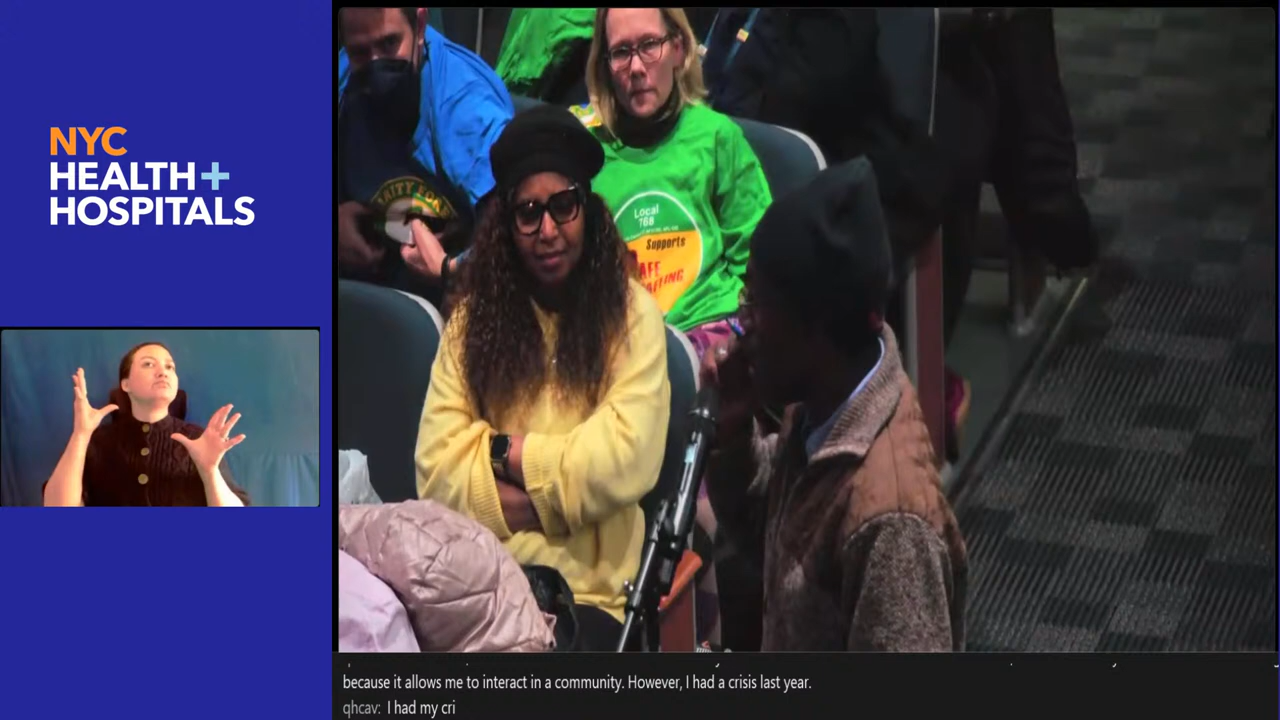 NYC
HEALTH+
HOSPITALS
Local
768
Supports
because it allows me to interact in a community. However, I had a crisis last year.
qhcav: I had my cri